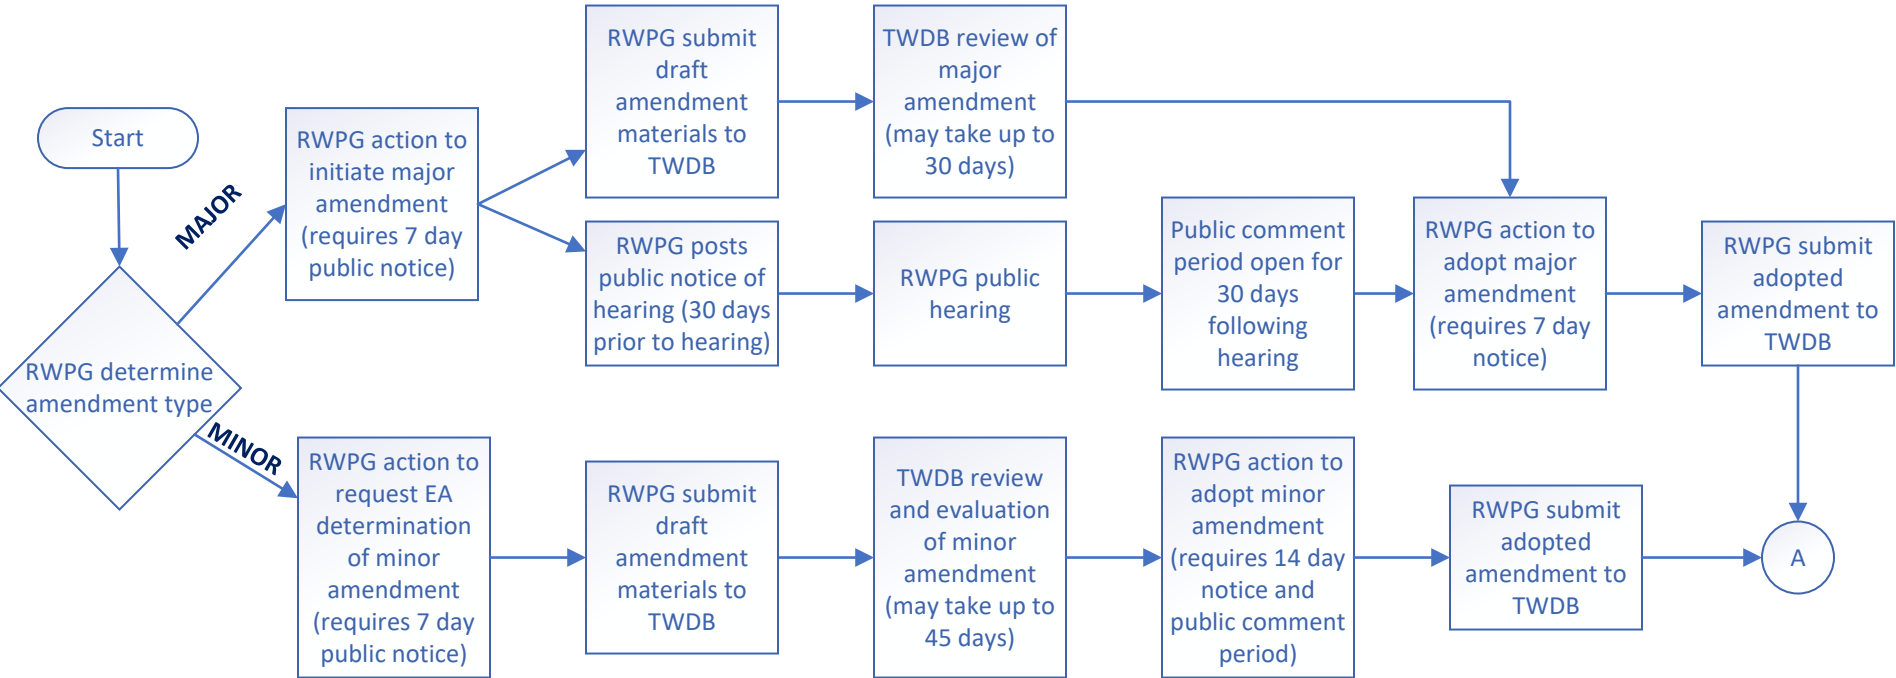 Start
RWPG determine
amendment type
MAJOR
RWPG action to
initiate major
amendment
(requires 7 day
public notice)
RWPG submit
draft
amendment
materials to
TWDB
TWDB review of
major
amendment
(may take up to
30 days)
RWPG posts
public notice of
hearing (30 days
prior to hearing)
RWPG public
hearing
Public comment
period open for
30 days
following
hearing
RWPG action to
adopt major
amendment
(requires 7 day
notice)
RWPG submit
adopted
amendment to
TWDB
MINOR
RWPG action to
request EA
determination
of minor
amendment
(requires 7 day
public notice)
RWPG submit
draft
amendment
materials to
TWDB
TWDB review
and evaluation
of minor
amendment
(may take up to
45 days)
RWPG action to
adopt minor
amendment
(requires 14 day
notice and
public comment
period)
RWPG submit
adopted
amendment to
TWDB
A